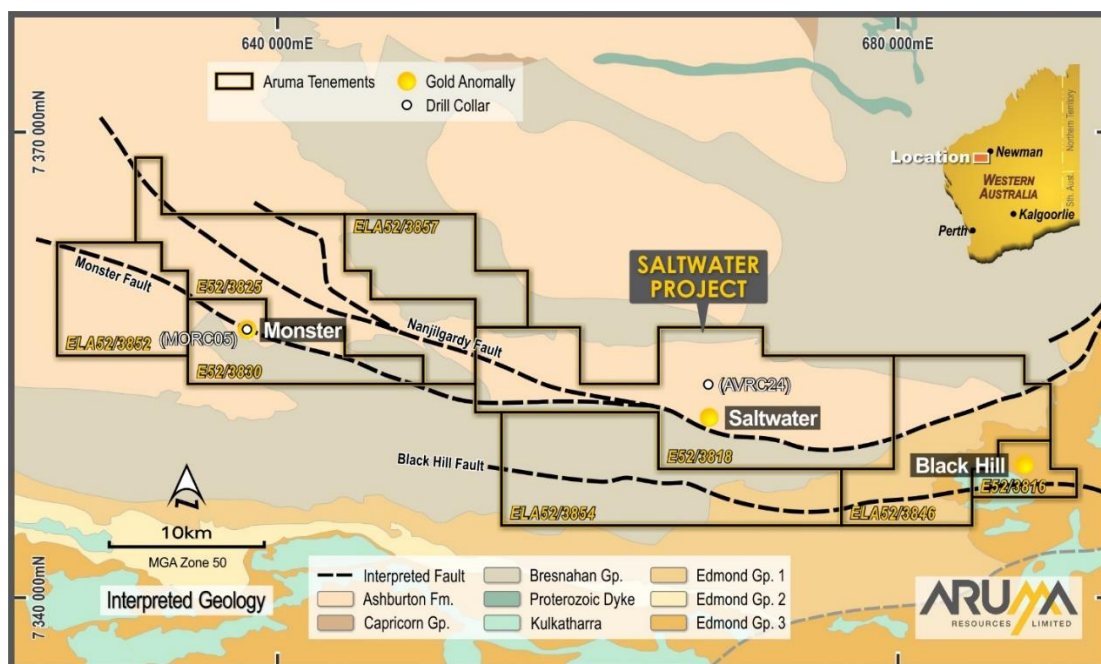 640 000mE
680 000mE
7 370 000mN
7 340 000mN
Aruma Tenements
Gold Anomally
Drill Collar
Location
Newman
WESTERN
AUSTRALIA
Kalgoorlie
Perth
Northern Territory
Sth. Aust.
ELA52/3857
Monster Fault
E52/3825
SALTWATER
PROJECT
(MORC05)
Monster
Nanjilgardy Fault
ELA52/3852
E52/3830
(AVRC24)
Saltwater
E52/3818
Black Hill Fault
Black Hill
E52/3816
ELA52/3854
ELA52/3846
N
10km
MGA Zone 50
Interpreted Geology
Interpreted Fault
Ashburton Fm.
Capricorn Gp.
Bresnahan Gp.
Proterozoic Dyke
Kulkatharra
Edmond Gp. 1
Edmond Gp. 2
Edmond Gp. 3
ARUMA
RESOURCES LIMITED